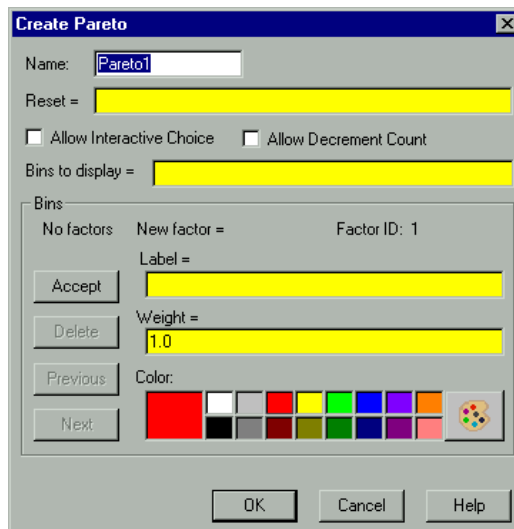 Create Pareto
Name: Pareto1
Reset =
Allow Interactive Choice Allow Decrement Count
Bins to display =
Bins
No factors New factor = Factor ID: 1
Label =
Accept
Weight =
Delete 1.0
Previous Color:
Next
OK Cancel Help